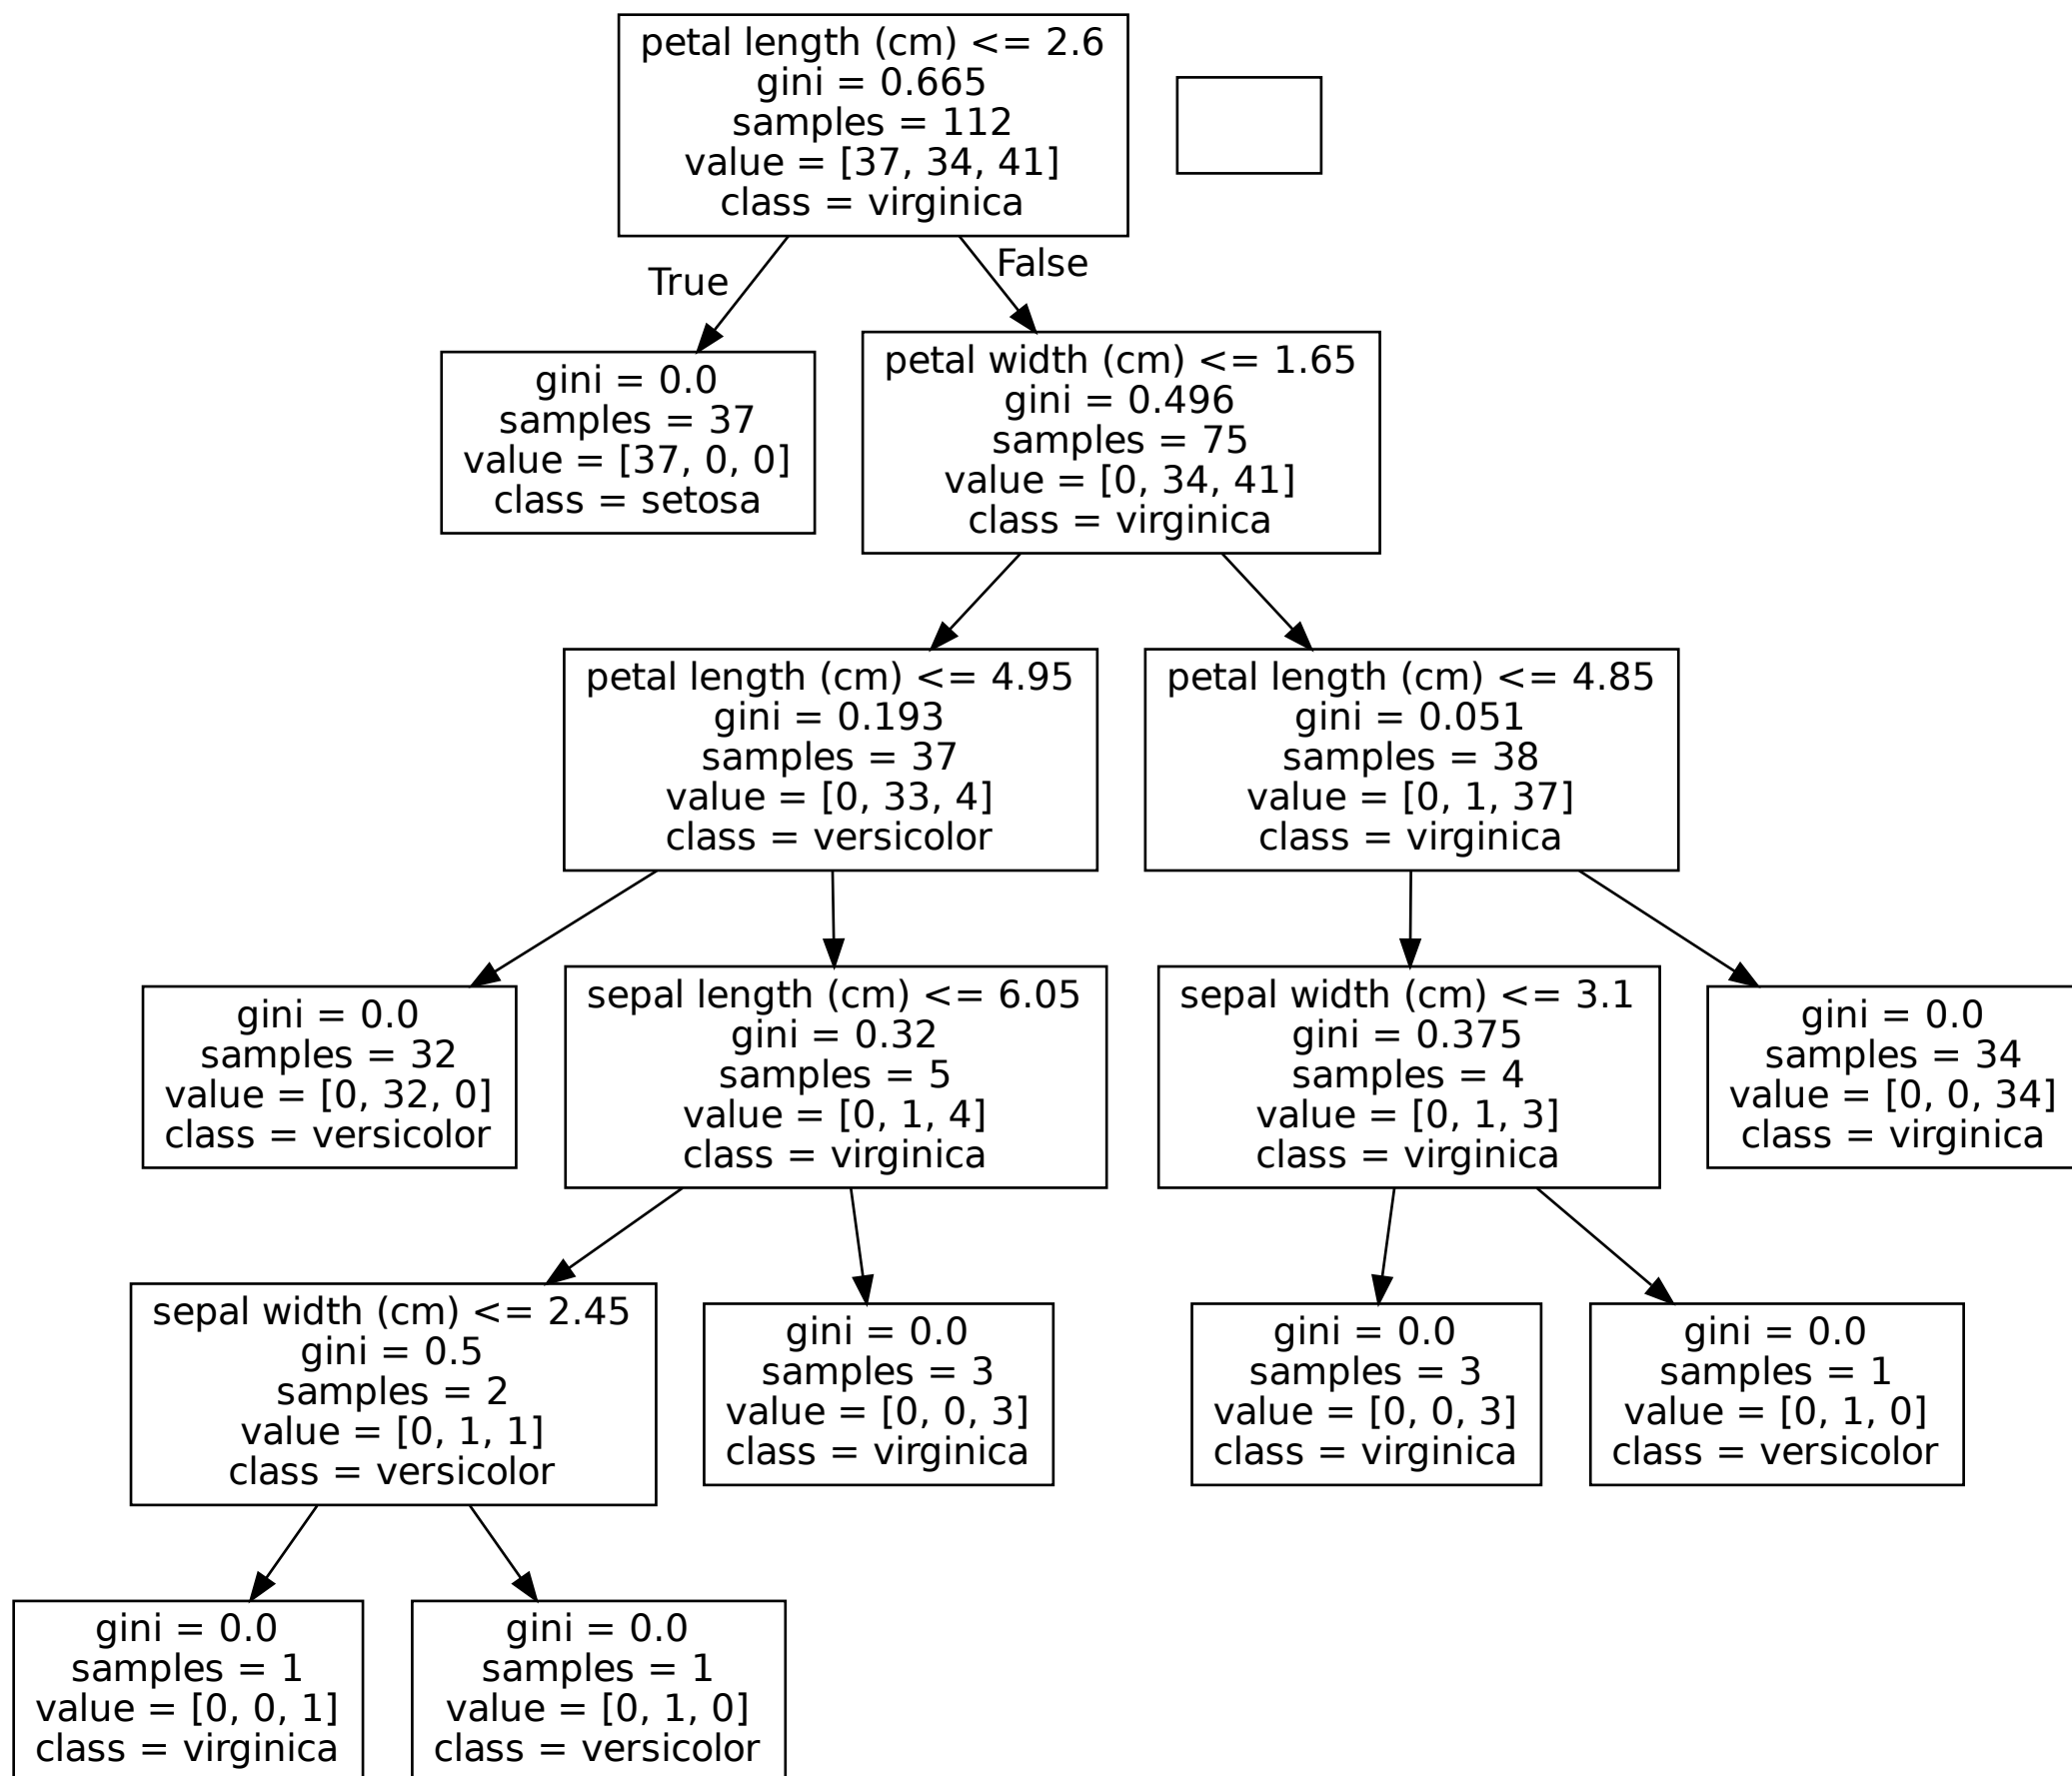 petal length (cm) <= 2.6
gini = 0.665
samples = 112
value = [37, 34, 41]
class = virginica
True
False
gini = 0.0
samples = 37
value = [37, 0, 0]
class = setosa
petal width (cm) <= 1.65
gini = 0.496
samples = 75
value = [0, 34, 41]
class = virginica
petal length (cm) <= 4.95
gini = 0.193
samples = 37
value = [0, 33, 4]
class = versicolor
petal length (cm) <= 4.85
gini = 0.051
samples = 38
value = [0, 1, 37]
class = virginica
gini = 0.0
samples = 32
value = [0, 32, 0]
class = versicolor
sepal length (cm) <= 6.05
gini = 0.32
samples = 5
value = [0, 1, 4]
class = virginica
sepal width (cm) <= 3.1
gini = 0.375
samples = 4
value = [0, 1, 3]
class = virginica
gini = 0.0
samples = 34
value = [0, 0, 34]
class = virginica
sepal width (cm) <= 2.45
gini = 0.5
samples = 2
value = [0, 1, 1]
class = versicolor
gini = 0.0
samples = 3
value = [0, 0, 3]
class = virginica
gini = 0.0
samples = 3
value = [0, 0, 3]
class = virginica
gini = 0.0
samples = 1
value = [0, 1, 0]
class = versicolor
gini = 0.0
samples = 1
value = [0, 0, 1]
class = virginica
gini = 0.0
samples = 1
value = [0, 1, 0]
class = versicolor